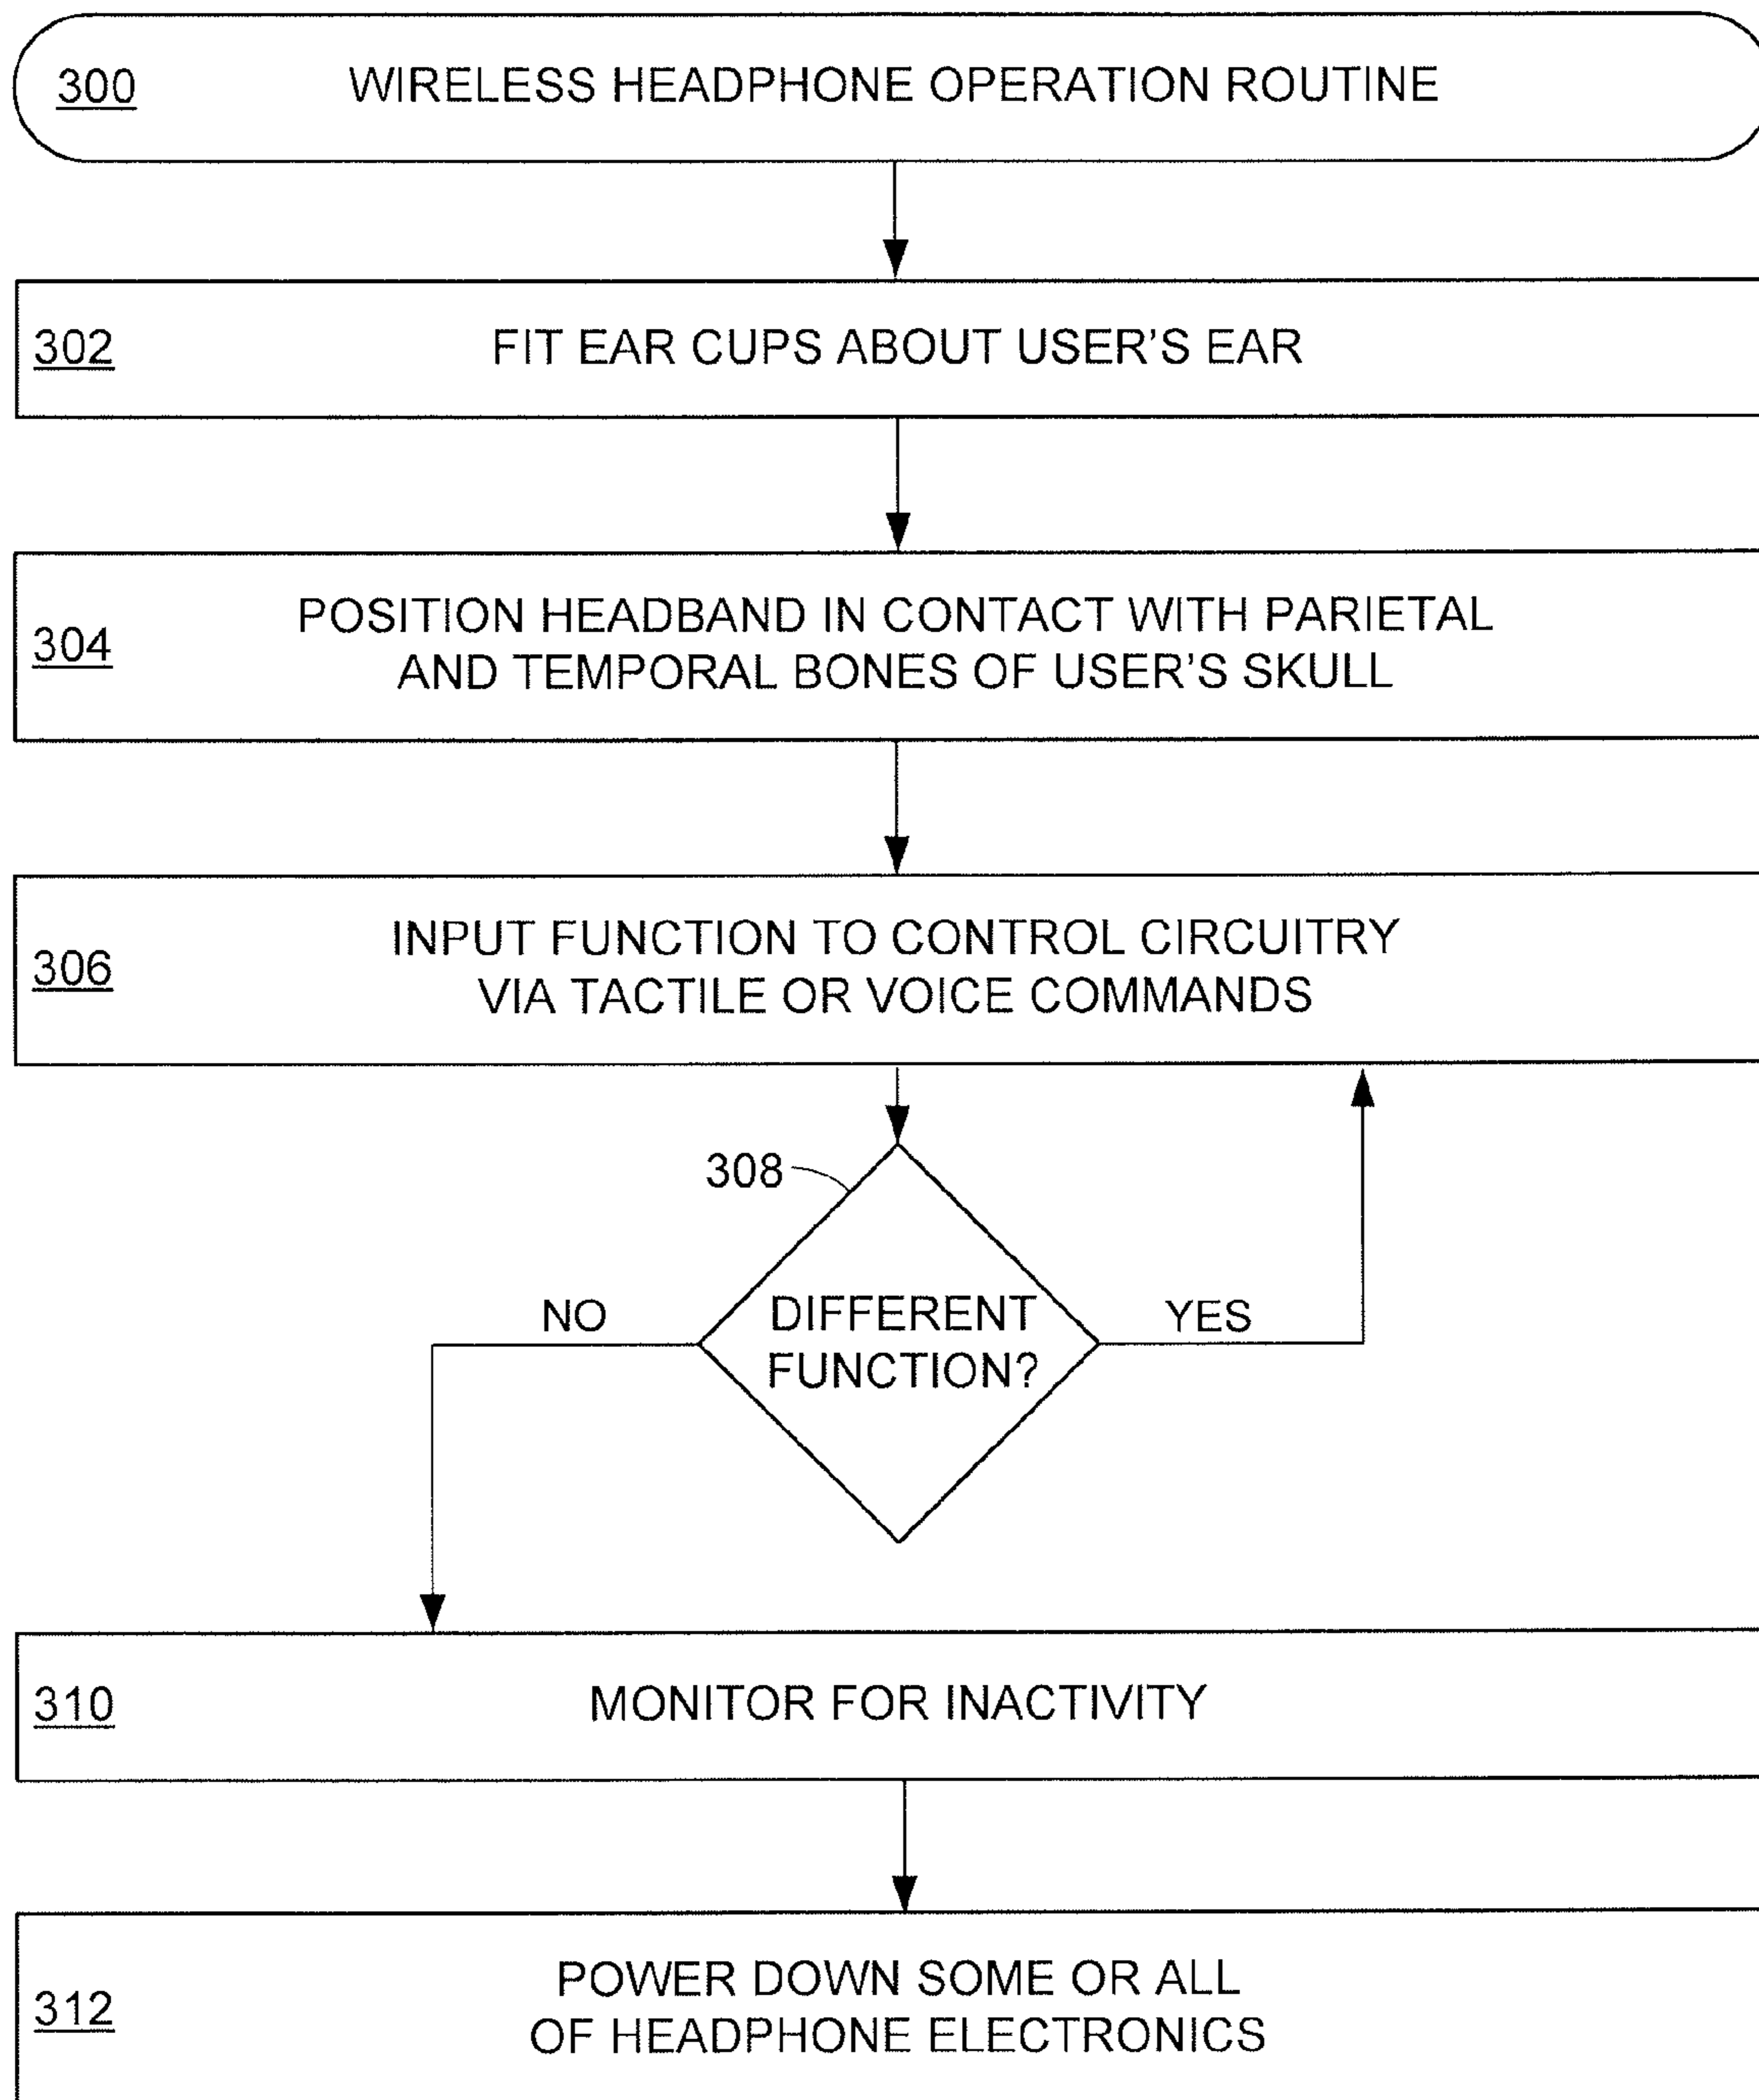 300 WIRELESS HEADPHONE OPERATION ROUTINE
302 FIT EAR CUPS ABOUT USER'S EAR
304 POSITION HEADBAND IN CONTACT WITH PARIETAL
AND TEMPORAL BONES OF USER'S SKULL
306 INPUT FUNCTION TO CONTROL CIRCUITRY
VIA TACTILE OR VOICE COMMANDS
308
NO
DIFFERENT
FUNCTION?
YES
310 MONITOR FOR INACTIVITY
312 POWER DOWN SOME OR ALL
OF HEADPHONE ELECTRONICS